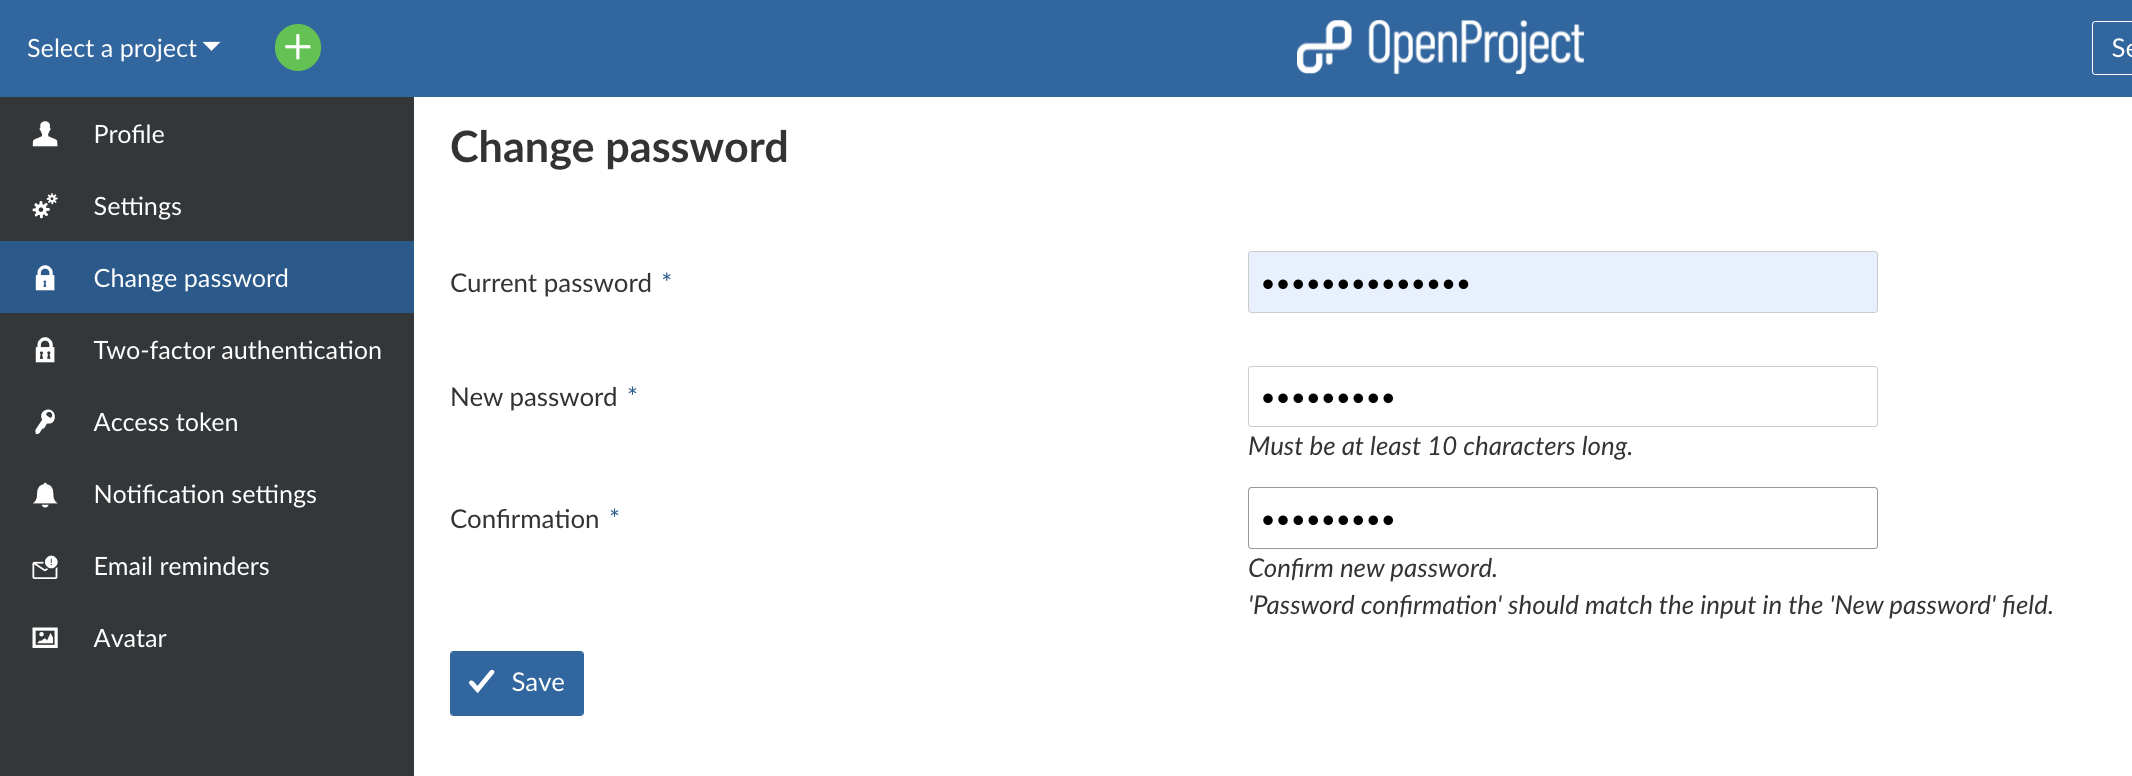 Select a project
OpenProject
Profile
Settings
Change password
Two-factor authentication
Access token
Notification settings
Email reminders
Avatar
Change password
Current password *
••••••••••••••
New password *
•••••••••
Must be at least 10 characters long.
Confirmation *
•••••••••
Confirm new password.
'Password confirmation' should match the input in the 'New password' field.
Save